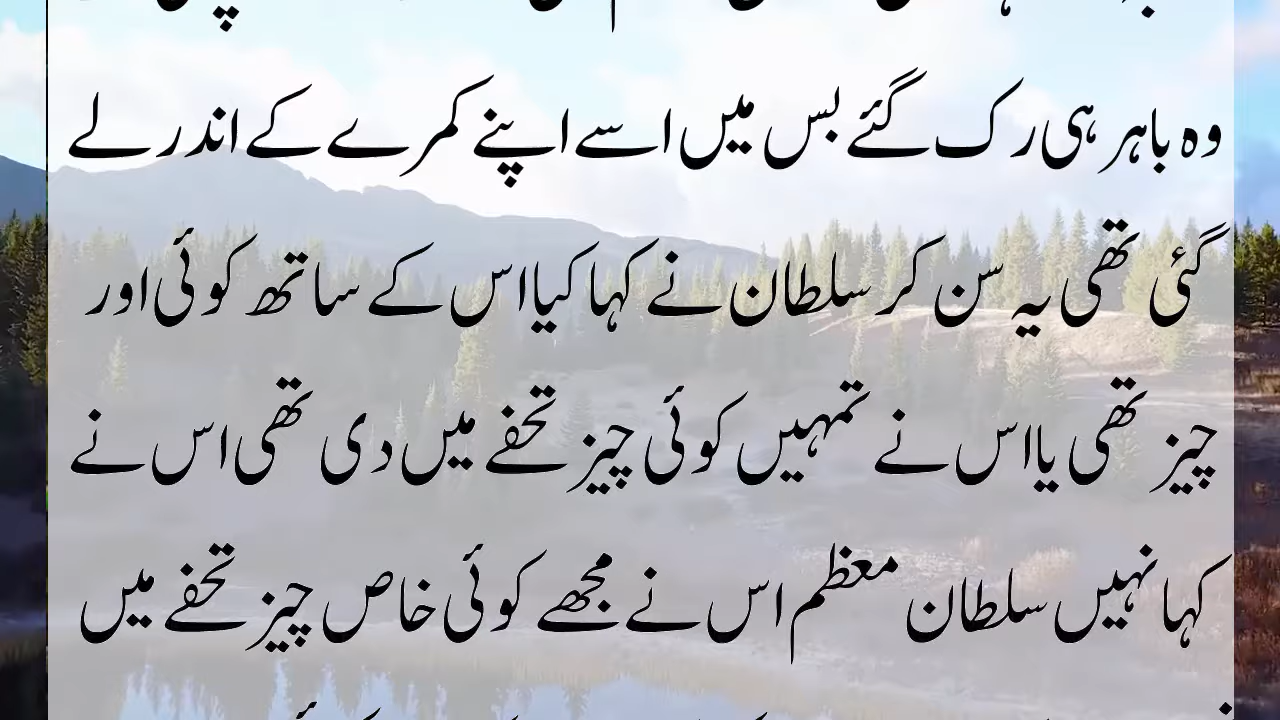 وہ باہر ہی رک گئے بس میں اسے اپنے کمرے کے اندر لے
گئی تھی یہ سن کر سلطان نے کہا کیا اس کے ساتھ کوئی اور
چیز تھی یا اس نے تمہیں کوئی چیز تحفے میں دی تھی اس نے
کہا نہیں سلطان معظم اس نے مجھے کوئی خاص چیز تحفے میں